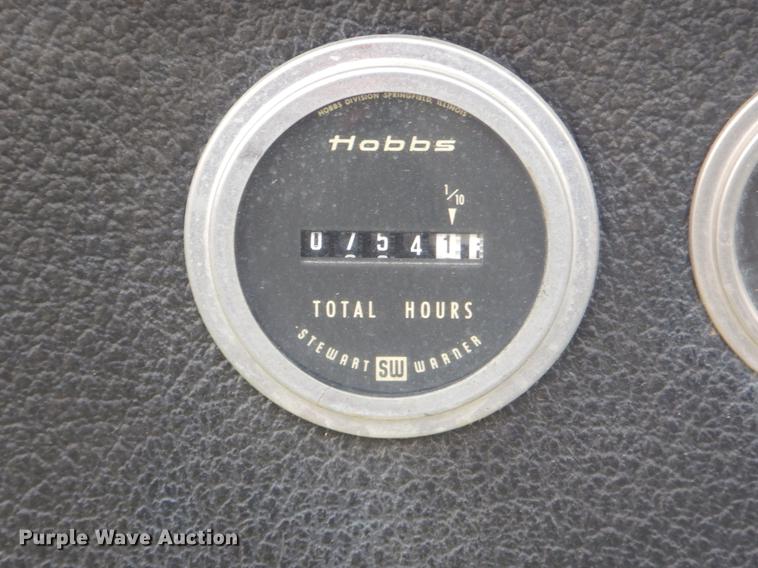 HOBBS DIVISION SPRINGFIELD, ILLINOIS
Hobbs
1/10
0 7 5 4 1
TOTAL HOURS
STEWART SW WARNER
Purple Wave Auction